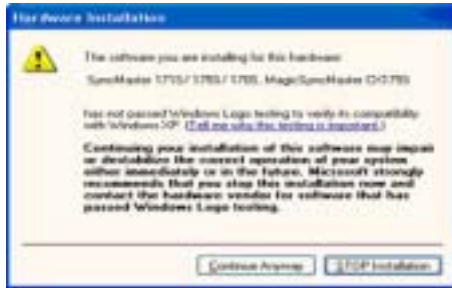 Hardware Installation
The software you are installing for this hardware:
SyncMaster 171S/ 178S/ 170S, MagicSyncMaster CX178S
has not passed Windows Logo testing to verify its compatibility
with Windows XP. (Tell me why this testing is important.)
Continuing your installation of this software may impair
or destabilize the correct operation of your system
either immediately or in the future. Microsoft strongly
recommends that you stop this installation now and
contact the hardware vendor for software that has
passed Windows Logo testing.
Continue Anyway
STOP Installation